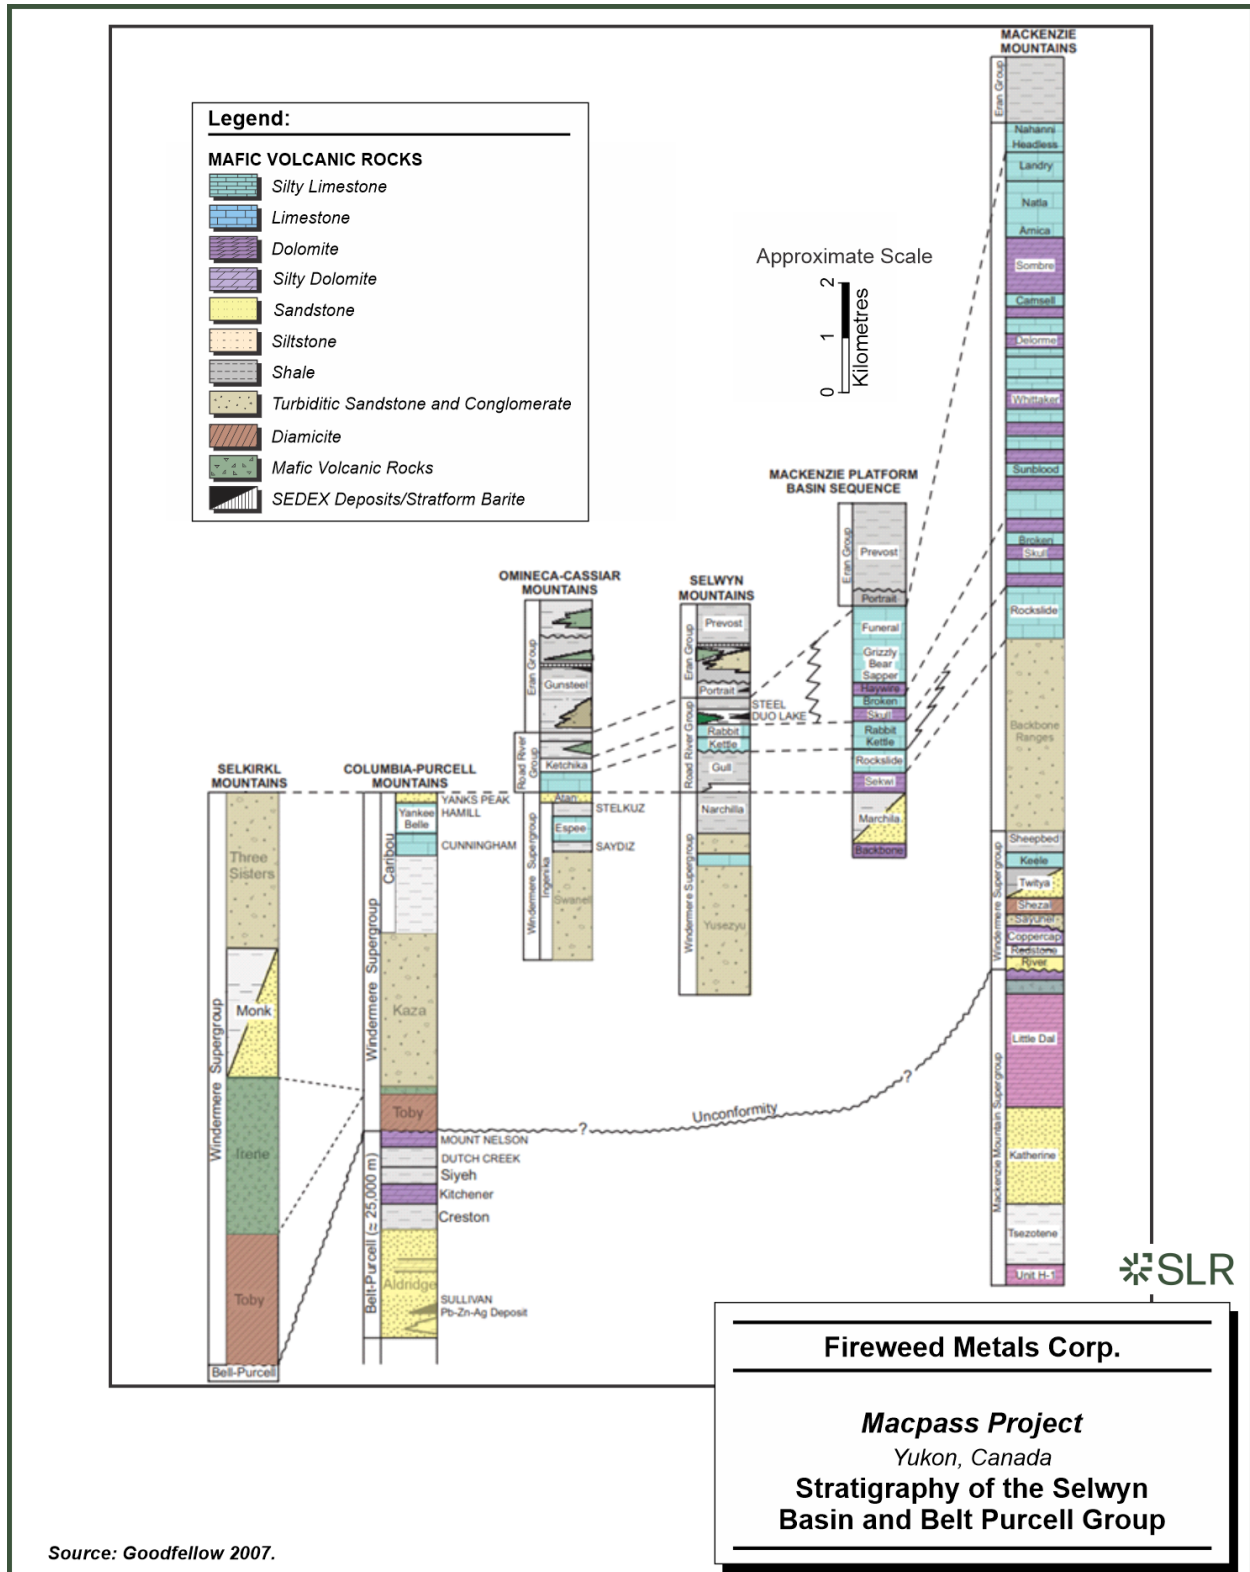 MACKENZIE
MOUNTAINS
Eran Group
Nahanni
Headless
Landry
Natla
Arnica
Sombre
Camsell
Delorme
Whittaker
Sunblood
Broken
Skull
Rockslide
Backbone
Ranges
Windermere Supergroup
Sheepbed
Keele
Twitya
Shezal
Sayunei
Coppercap
Redstone
River
Mackenzie Mountain Supergroup
Little Dal
Katherine
Tsezotene
Unit H-1
Legend:
MAFIC VOLCANIC ROCKS
Silty Limestone
Limestone
Dolomite
Silty Dolomite
Sandstone
Siltstone
Shale
Turbiditic Sandstone and Conglomerate
Diamicite
Mafic Volcanic Rocks
SEDEX Deposits/Stratform Barite
Approximate Scale
0 1 2
Kilometres
MACKENZIE PLATFORM
BASIN SEQUENCE
Eran Group
Prevost
Portrait
Funeral
Grizzly
Bear
Sapper
Haywire
Broken
Skull
Rabbit
Kettle
Rockslide
Sekwi
Marchila
Backbone
OMINECA-CASSIAR
MOUNTAINS
Eran Group
Gunsteel
Road River
Group
Ketchika
Windermere Supergroup
Ingenika
Atan
STELKUZ
Espee
SAYDIZ
Swanell
SELWYN
MOUNTAINS
Eran Group
Prevost
Portrait
Road River Group
STEEL
DUO LAKE
Rabbit
Kettle
Gull
Windermere Supergroup
Narchilla
Yusezyu
SELKIRKL
MOUNTAINS
Windermere Supergroup
Three
Sisters
Monk
Irene
Toby
Bell-Purcell
COLUMBIA-PURCELL
MOUNTAINS
Windermere Supergroup
Caribou
YANKS PEAK
Yankee
Belle
HAMILL
CUNNINGHAM
Kaza
Toby
Belt-Purcell (≈ 25,000 m)
MOUNT NELSON
DUTCH CREEK
Siyeh
Kitchener
Creston
Aldridge
SULLIVAN
Pb-Zn-Ag Deposit
?
Unconformity
?
SLR
Fireweed Metals Corp.
Macpass Project
Yukon, Canada
Stratigraphy of the Selwyn
Basin and Belt Purcell Group
Source: Goodfellow 2007.